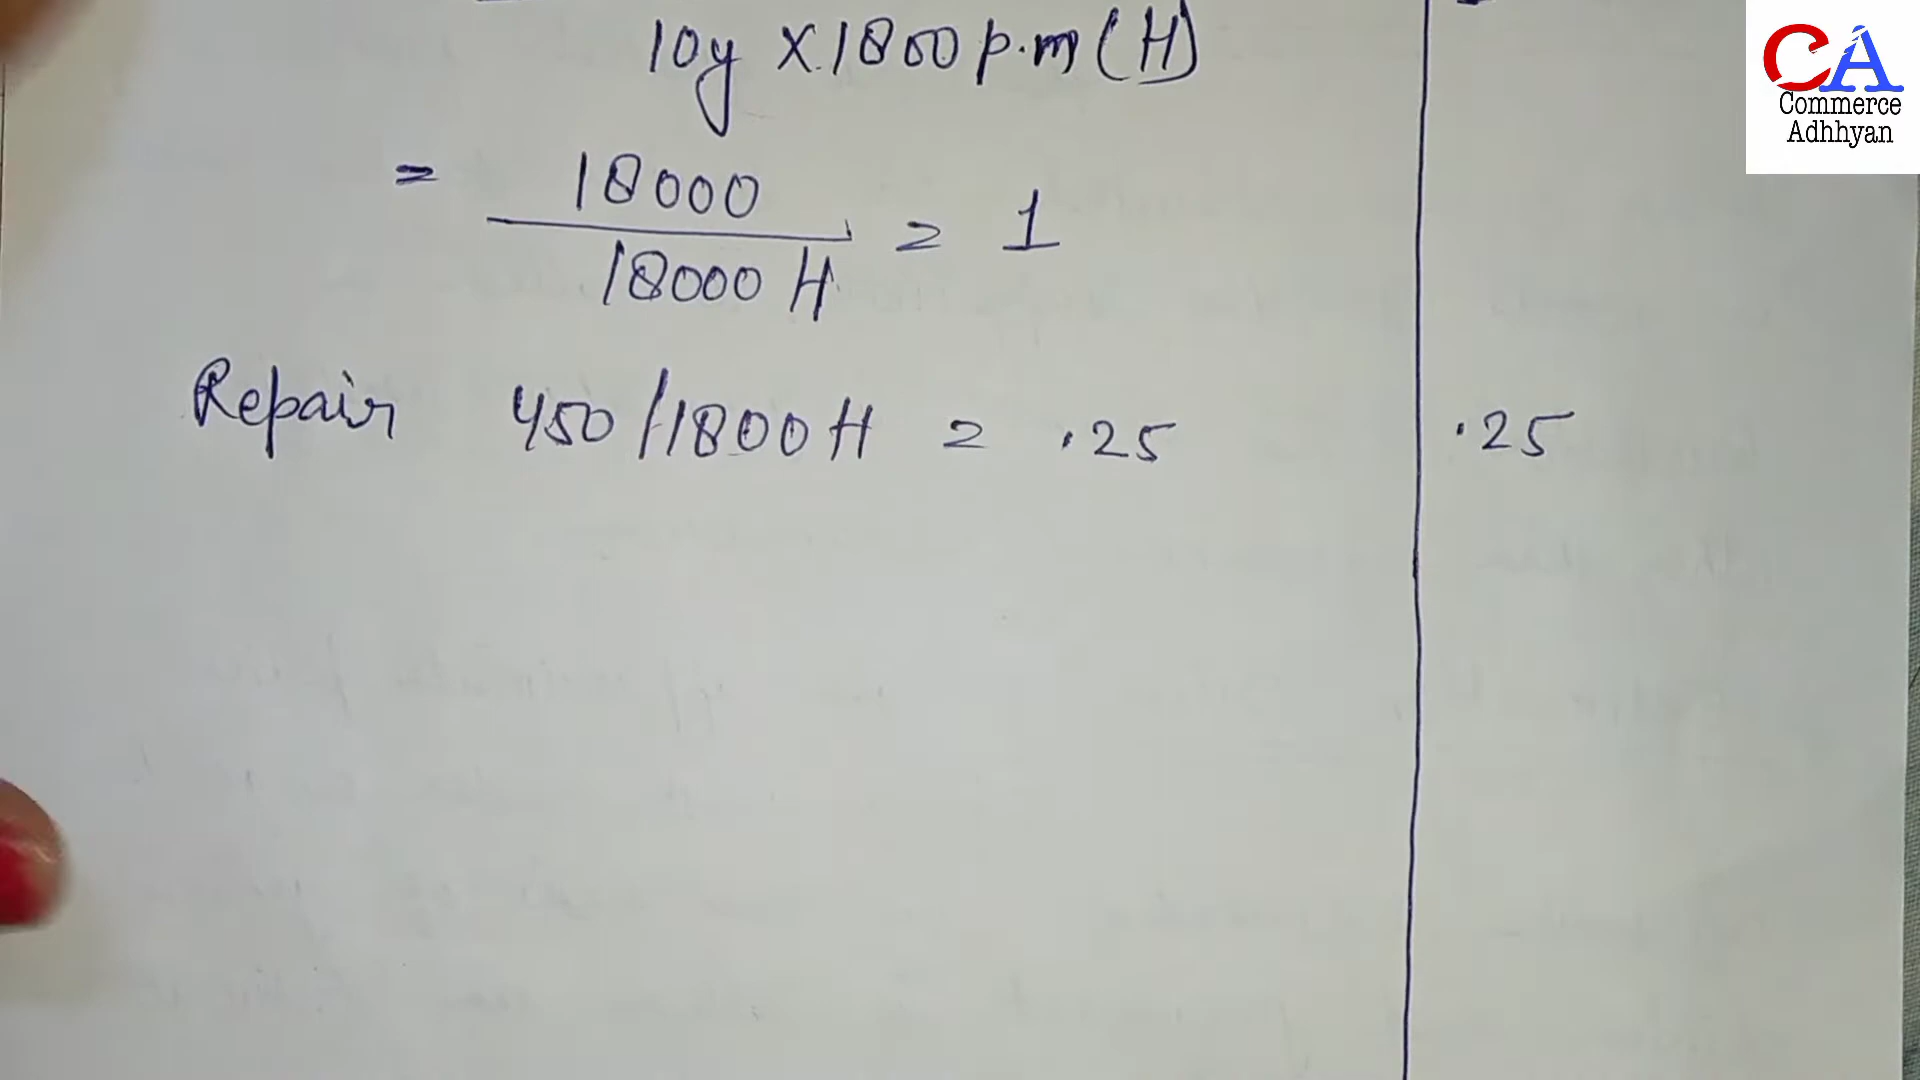 10y × 1800 p.m (H)
= 18000
18000 H = 1
Repair 450/1800 H = .25 .25
CA
Commerce
Adhhyan